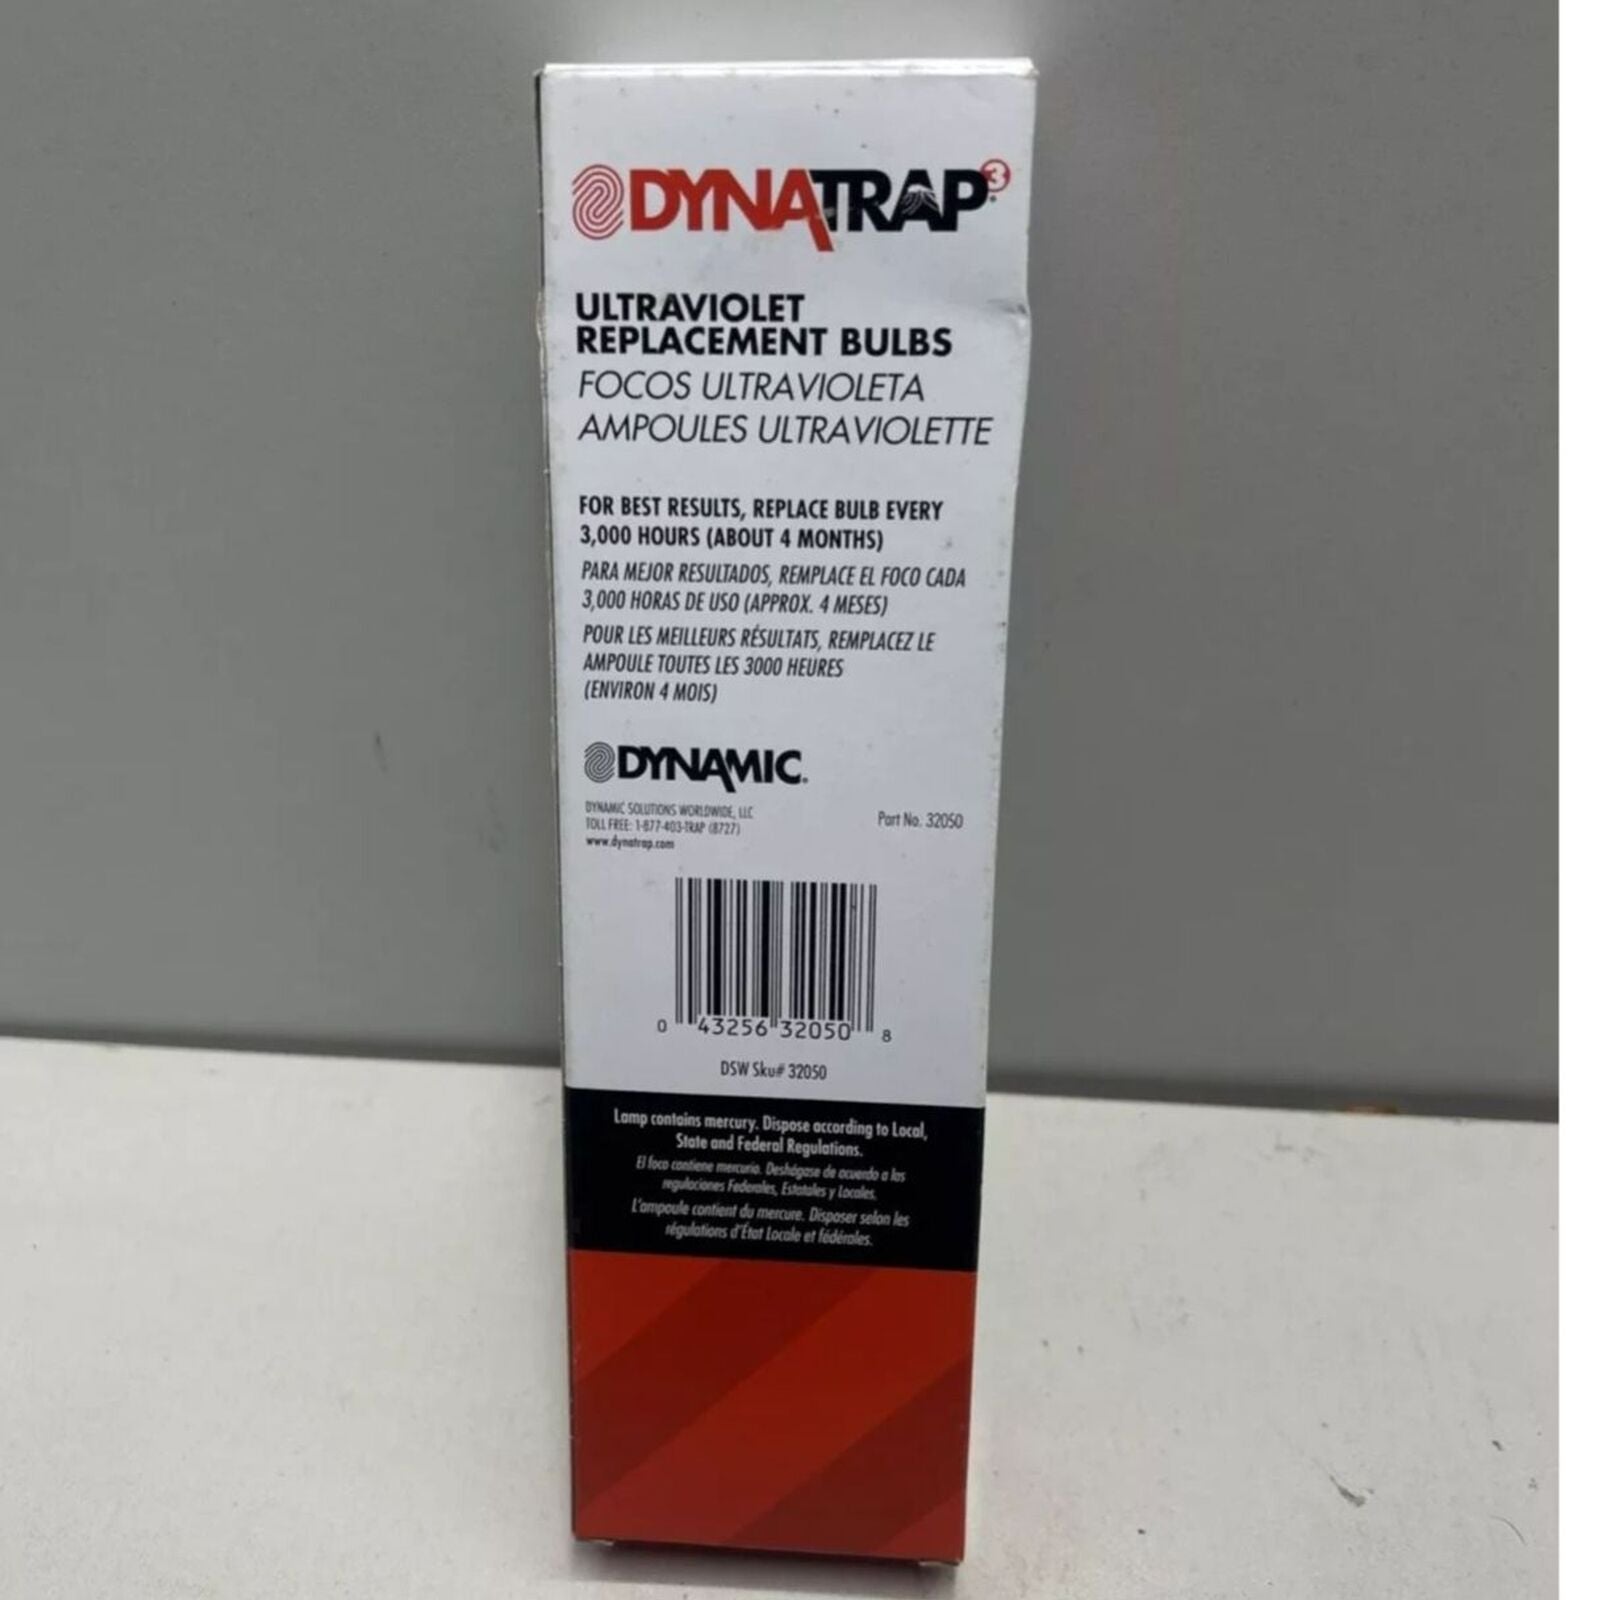 DYNATRAP 3
ULTRAVIOLET
REPLACEMENT BULBS
FOCOS ULTRAVIOLETA
AMPOULES ULTRAVIOLETTE
FOR BEST RESULTS, REPLACE BULB EVERY
3,000 HOURS (ABOUT 4 MONTHS)
PARA MEJOR RESULTADOS, REMPLACE EL FOCO CADA
3,000 HORAS DE USO (APPROX. 4 MESES)
POUR LES MEILLEURS RÉSULTATS, REMPLACEZ LE
AMPOULE TOUTES LES 3000 HEURES
(ENVIRON 4 MOIS)
DYNAMIC®
DYNAMIC SOLUTIONS WORLDWIDE, LLC
TOLL FREE: 1-877-403-TRAP (8727)
www.dynatrap.com
Part No. 32050
0 43256 32050 8
DSW Sku# 32050
Lamp contains mercury. Dispose according to Local,
State and Federal Regulations.
El foco contiene mercurio. Deshágase de acuerdo a las
regulaciones Federales, Estatales y Locales.
L'ampoule contient du mercure. Disposer selon les
régulations d'État Locale et fédérales.